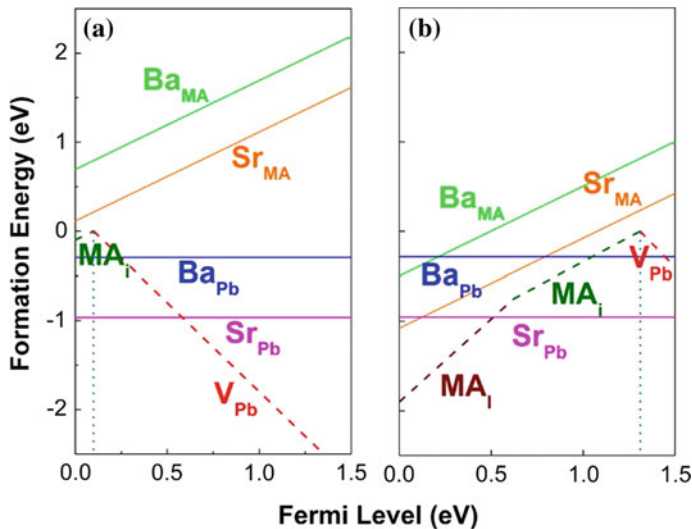 (a)
(b)
Formation Energy (eV)
2
1
0
-1
-2
Ba_MA
Sr_MA
MA_i
Ba_Pb
Sr_Pb
V_Pb
Ba_MA
Sr_MA
Ba_Pb
V_Pb
MA_i
Sr_Pb
MA_I
0.0 0.5 1.0 1.5
0.0 0.5 1.0 1.5
Fermi Level (eV)